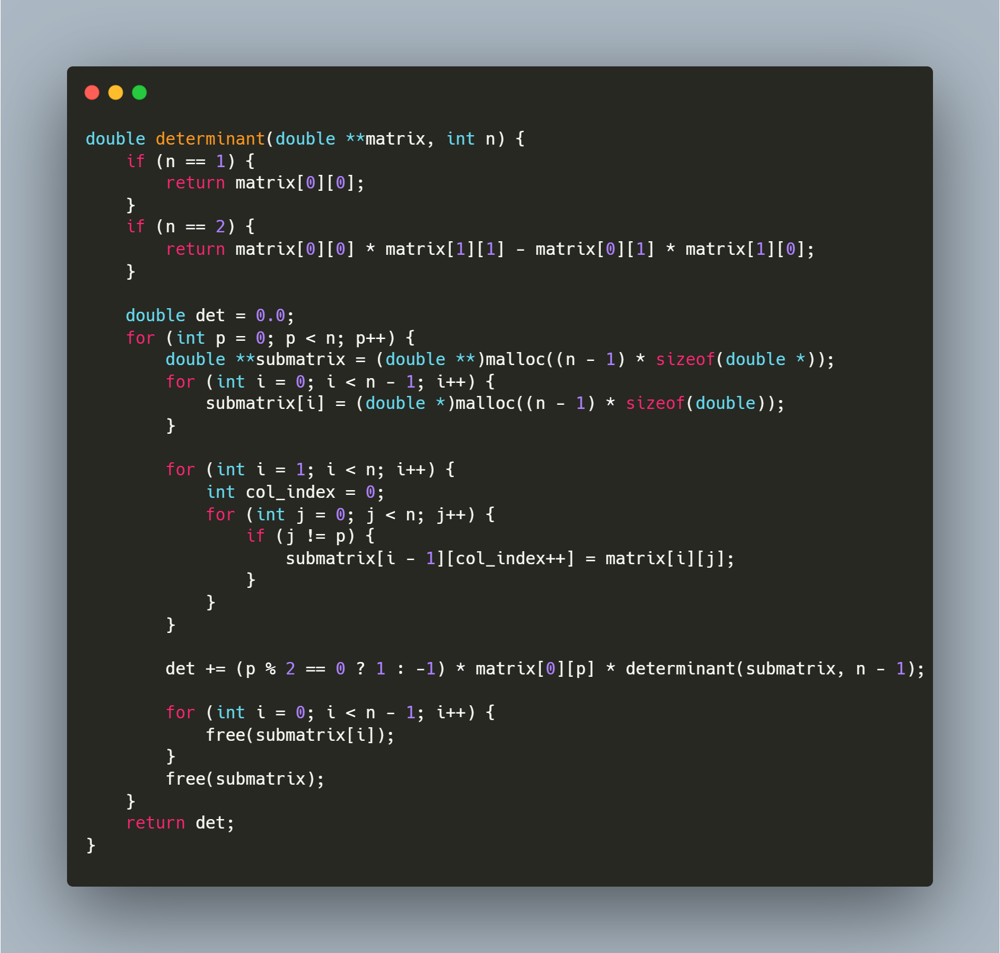 double determinant(double **matrix, int n) {
    if (n == 1) {
        return matrix[0][0];
    }
    if (n == 2) {
        return matrix[0][0] * matrix[1][1] - matrix[0][1] * matrix[1][0];
    }

    double det = 0.0;
    for (int p = 0; p < n; p++) {
        double **submatrix = (double **)malloc((n - 1) * sizeof(double *));
        for (int i = 0; i < n - 1; i++) {
            submatrix[i] = (double *)malloc((n - 1) * sizeof(double));
        }

        for (int i = 1; i < n; i++) {
            int col_index = 0;
            for (int j = 0; j < n; j++) {
                if (j != p) {
                    submatrix[i - 1][col_index++] = matrix[i][j];
                }
            }
        }

        det += (p % 2 == 0 ? 1 : -1) * matrix[0][p] * determinant(submatrix, n - 1);

        for (int i = 0; i < n - 1; i++) {
            free(submatrix[i]);
        }
        free(submatrix);
    }
    return det;
}